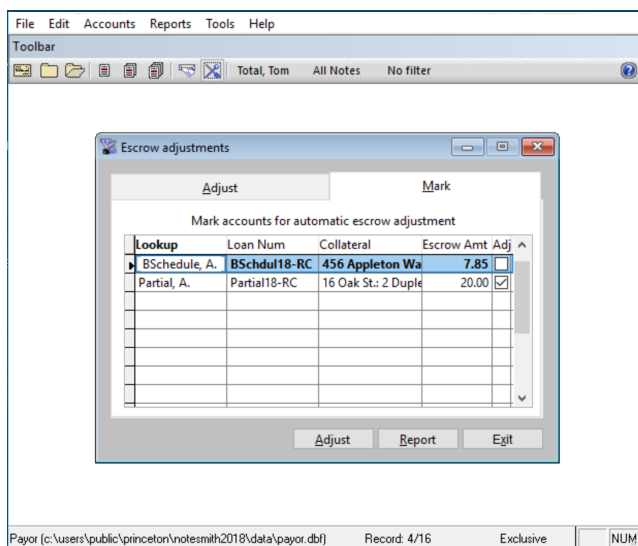 File Edit Accounts Reports Tools Help
Toolbar
Total, Tom All Notes No filter
Escrow adjustments
Adjust Mark
Mark accounts for automatic escrow adjustment
Lookup Loan Num Collateral Escrow Amt Adj
BSchedule, A. BSchdul18-RC 456 Appleton Wa 7.85
Partial, A. Partial18-RC 16 Oak St.: 2 Duple 20.00
Adjust Report Exit
Payor (c:\users\public\princeton\notesmith2018\data\payor.dbf) Record: 4/16 Exclusive NUM